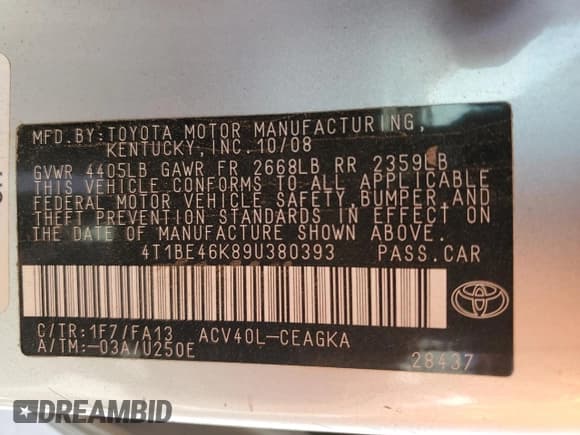 MFD.BY:TOYOTA MOTOR MANUFACTURING,
KENTUCKY, INC. 10/08
GVWR 4405LB GAWR FR 2668LB RR 2359LB
THIS VEHICLE CONFORMS TO ALL APPLICABLE
FEDERAL MOTOR VEHICLE SAFETY,BUMPER,AND
THEFT PREVENTION STANDARDS IN EFFECT ON
THE DATE OF MANUFACTURE SHOWN ABOVE.
4T1BE46K89U380393 PASS.CAR
C/TR:1F7/FA13 ACV40L-CEAGKA
A/TM:-03A/U250E
28437
TOYOTA
DREAMBID